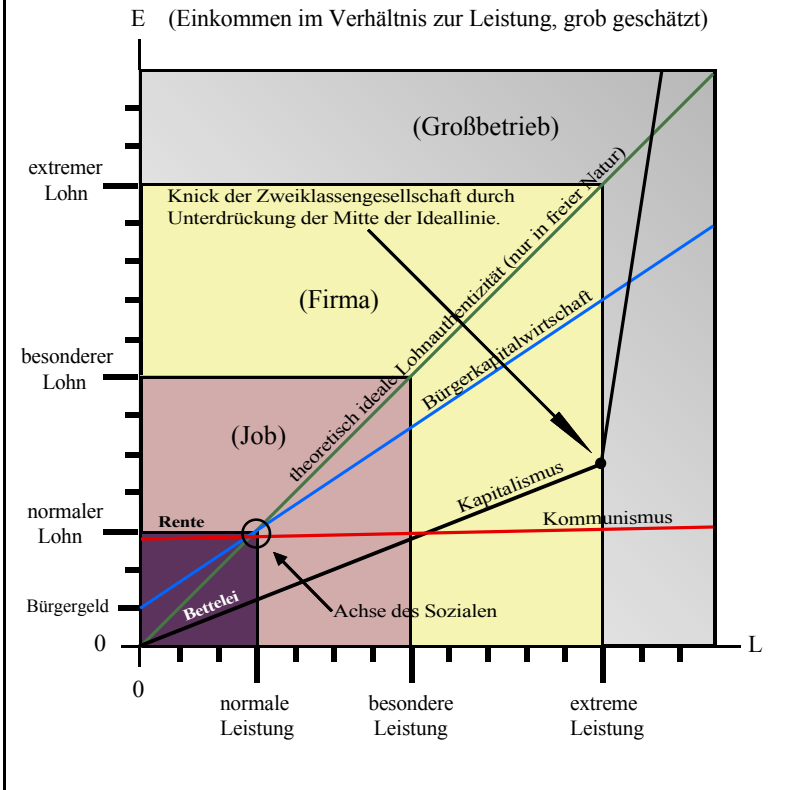 E (Einkommen im Verhältnis zur Leistung, grob geschätzt)
(Großbetrieb)
extremer
Lohn
Knick der Zweiklassengesellschaft durch
Unterdrückung der Mitte der Ideallinie.
theoretisch ideale Lohnauthentizität (nur in freier Natur)
(Firma)
Bürgerkapitalwirtschaft
besonderer
Lohn
(Job)
Kapitalismus
normaler
Lohn
Rente
Kommunismus
Bettelei
Bürgergeld
Achse des Sozialen
0
L
0
normale
Leistung
besondere
Leistung
extreme
Leistung